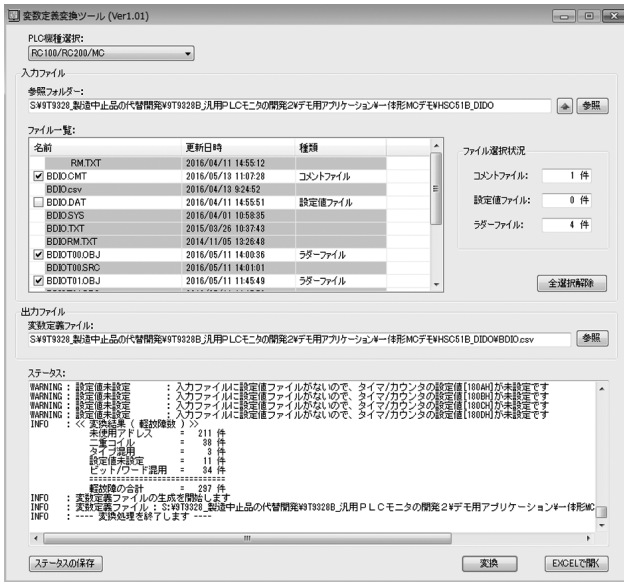 変数定義変換ツール (Ver1.01)
PLC機種選択:
RC100/RC200/MC
入力ファイル
参照フォルダー:
S:¥9T9328_製造中止品の代替開発¥9T9328B_汎用PLCモニタの開発2¥デモ用アプリケーション¥一体形MCデモ¥HSC51B_DIDO 参照
ファイル一覧:
名前 更新日時 種類
RM.TXT 2016/04/11 14:55:12
BDIO.CMT 2016/05/13 11:07:28 コメントファイル
BDIO.csv 2016/04/13 9:24:52
BDIO.DAT 2016/04/11 14:55:51 設定値ファイル
BDIO.SYS 2016/04/01 10:58:35
BDIO.TXT 2015/03/26 10:37:43
BDIORM.TXT 2014/11/05 13:26:48
BDIOT00.OBJ 2016/05/11 14:00:36 ラダーファイル
BDIOT00.SRC 2016/05/11 14:01:01
BDIOT01.OBJ 2016/05/11 11:45:49 ラダーファイル
ファイル選択状況
コメントファイル: 1 件
設定値ファイル: 0 件
ラダーファイル: 4 件
全選択解除
出力ファイル
変数定義ファイル:
S:¥9T9328_製造中止品の代替開発¥9T9328B_汎用PLCモニタの開発2¥デモ用アプリケーション¥一体形MCデモ¥HSC51B_DIDO¥BDIO.csv 参照
ステータス:
WARNING : 設定値未設定 : 入力ファイルに設定値ファイルがないので、タイマ/カウンタの設定値[180AH]が未設定です
WARNING : 設定値未設定 : 入力ファイルに設定値ファイルがないので、タイマ/カウンタの設定値[180BH]が未設定です
WARNING : 設定値未設定 : 入力ファイルに設定値ファイルがないので、タイマ/カウンタの設定値[180CH]が未設定です
WARNING : 設定値未設定 : 入力ファイルに設定値ファイルがないので、タイマ/カウンタの設定値[180DH]が未設定です
INFO : << 変換結果 ( 軽故障数 ) >>
未使用アドレス = 211 件
二重コイル = 38 件
タイプ混用 = 3 件
設定値未設定 = 11 件
ビット/ワード混用 = 34 件
==============================
軽故障の合計 = 297 件
INFO : 変数定義ファイルの生成を開始します
INFO : 変数定義ファイル : S:¥9T9328_製造中止品の代替開発¥9T9328B_汎用PLCモニタの開発2¥デモ用アプリケーション¥一体形MC
INFO : ---- 変換処理を終了します ----
ステータスの保存 変換 EXCELで開く